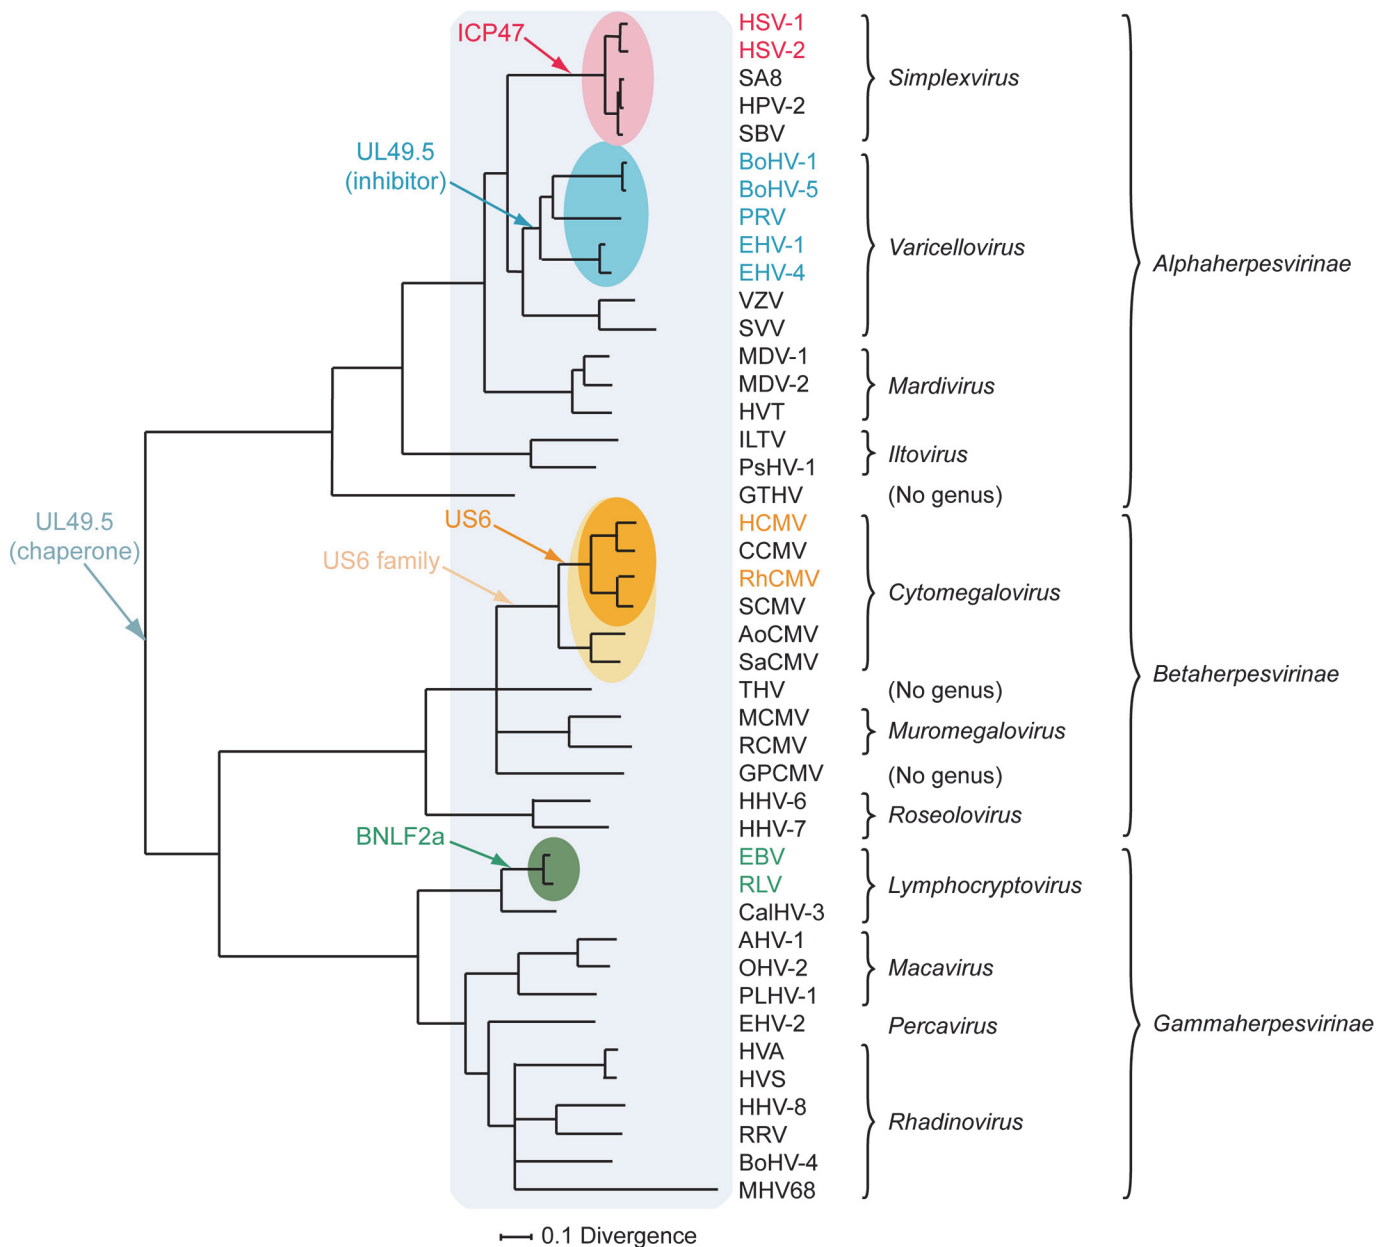 ICP47
UL49.5
(inhibitor)
UL49.5
(chaperone)
US6
US6 family
BNLF2a
HSV-1
HSV-2
SA8
HPV-2
SBV
BoHV-1
BoHV-5
PRV
EHV-1
EHV-4
VZV
SVV
MDV-1
MDV-2
HVT
ILTV
PsHV-1
GTHV
HCMV
CCMV
RhCMV
SCMV
AoCMV
SaCMV
THV
MCMV
RCMV
GPCMV
HHV-6
HHV-7
EBV
RLV
CalHV-3
AHV-1
OHV-2
PLHV-1
EHV-2
HVA
HVS
HHV-8
RRV
BoHV-4
MHV68
Simplexvirus
Varicellovirus
Mardivirus
Iltovirus
(No genus)
Cytomegalovirus
(No genus)
Muromegalovirus
(No genus)
Roseolovirus
Lymphocryptovirus
Macavirus
Percavirus
Rhadinovirus
Alphaherpesvirinae
Betaherpesvirinae
Gammaherpesvirinae
0.1 Divergence